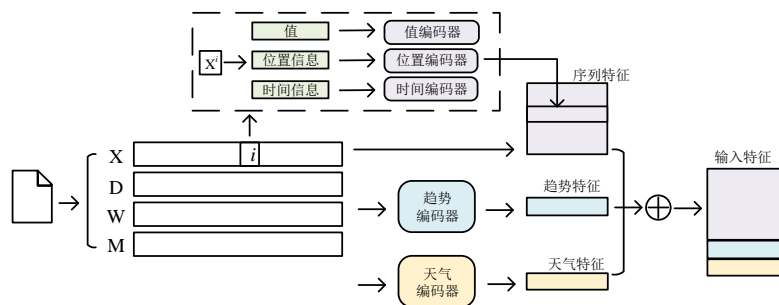 值
值编码器
Xi
位置信息
位置编码器
时间信息
时间编码器
序列特征
X
i
D
W
M
趋势
编码器
趋势特征
天气
编码器
天气特征
输入特征